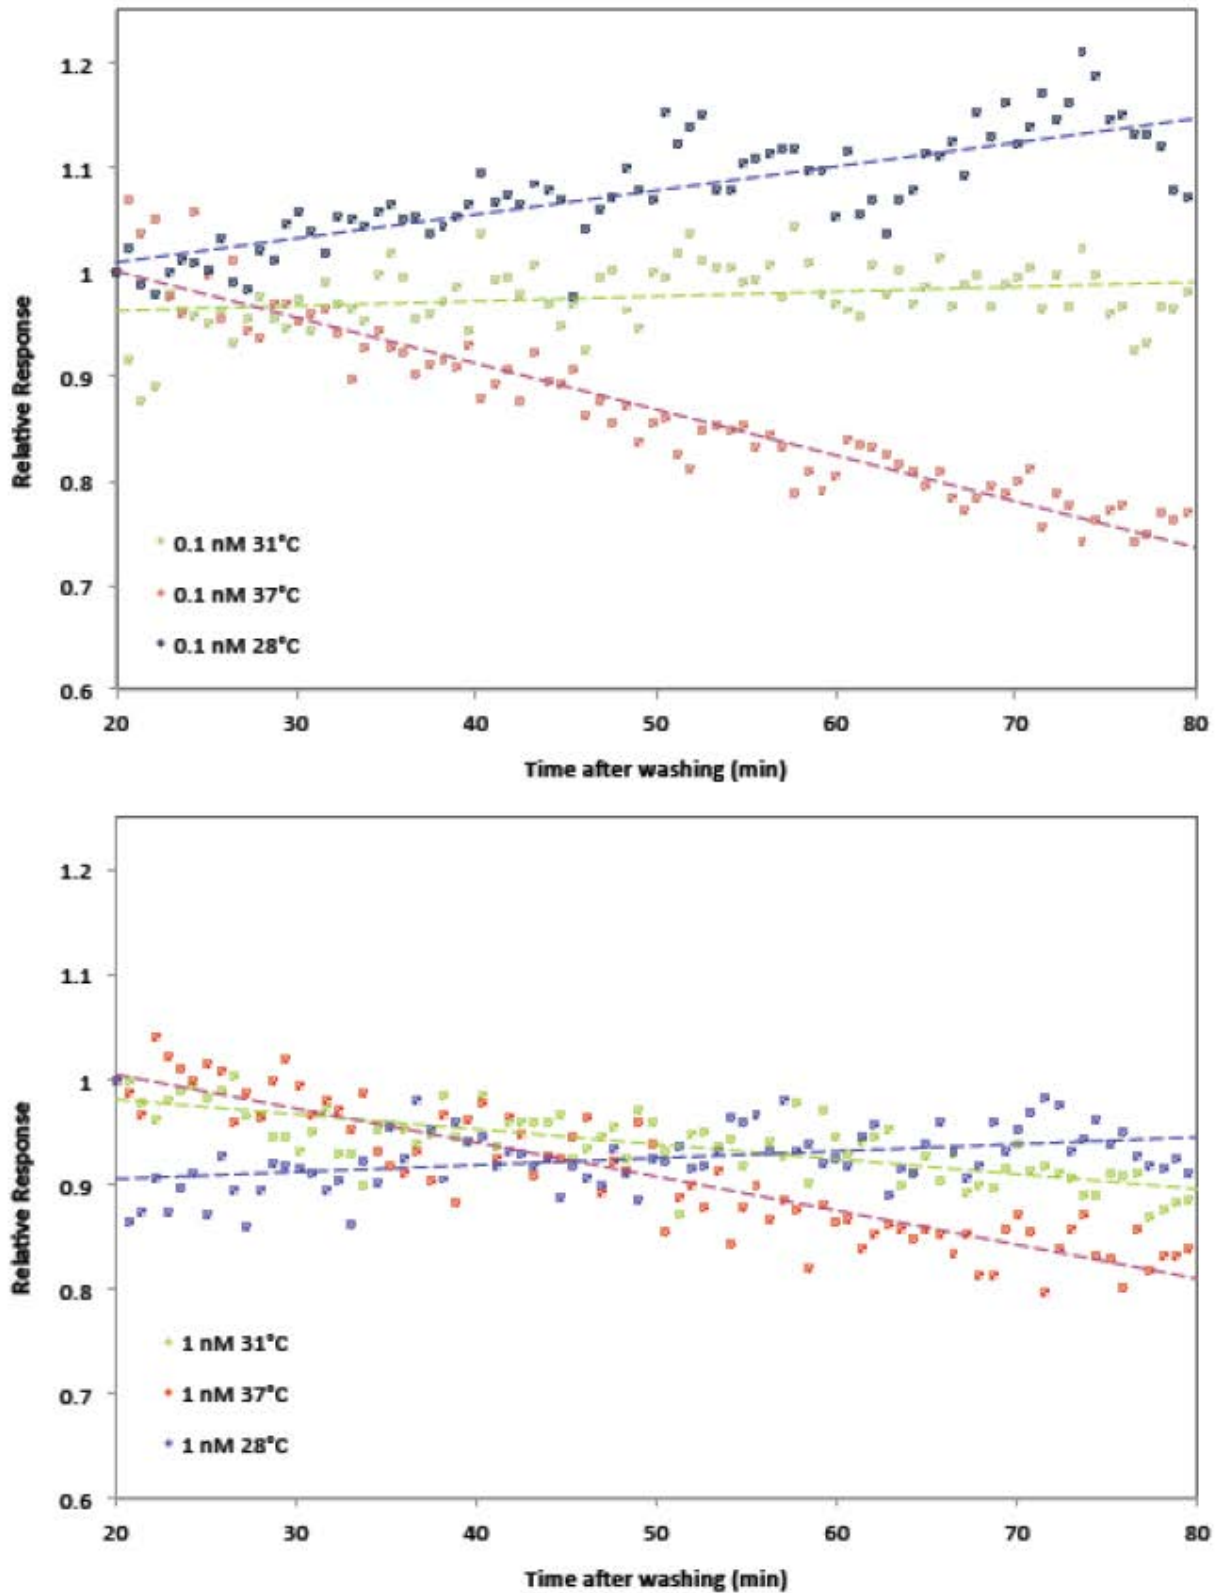 1.2
1.1
1
0.9
0.8
0.7
0.6
Relative Response
0.1 nM 31°C
0.1 nM 37°C
0.1 nM 28°C
20 30 40 50 60 70 80
Time after washing (min)
1.2
1.1
1
0.9
0.8
0.7
0.6
Relative Response
1 nM 31°C
1 nM 37°C
1 nM 28°C
20 30 40 50 60 70 80
Time after washing (min)